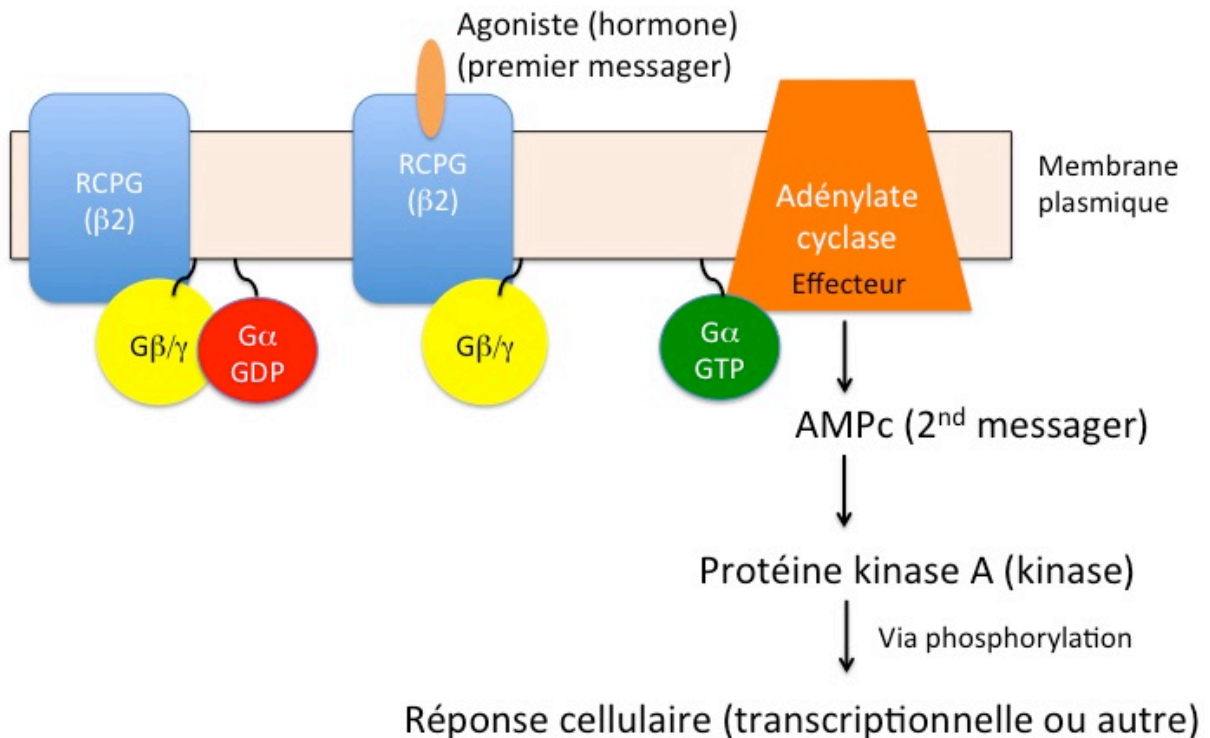 Agoniste (hormone)
(premier messager)
RCPG
(β2)
RCPG
(β2)
Adénylate
cyclase
Effecteur
Membrane
plasmique
Gβ/γ
Gα
GDP
Gβ/γ
Gα
GTP
AMPc (2nd messager)
Protéine kinase A (kinase)
Via phosphorylation
Réponse cellulaire (transcriptionnelle ou autre)